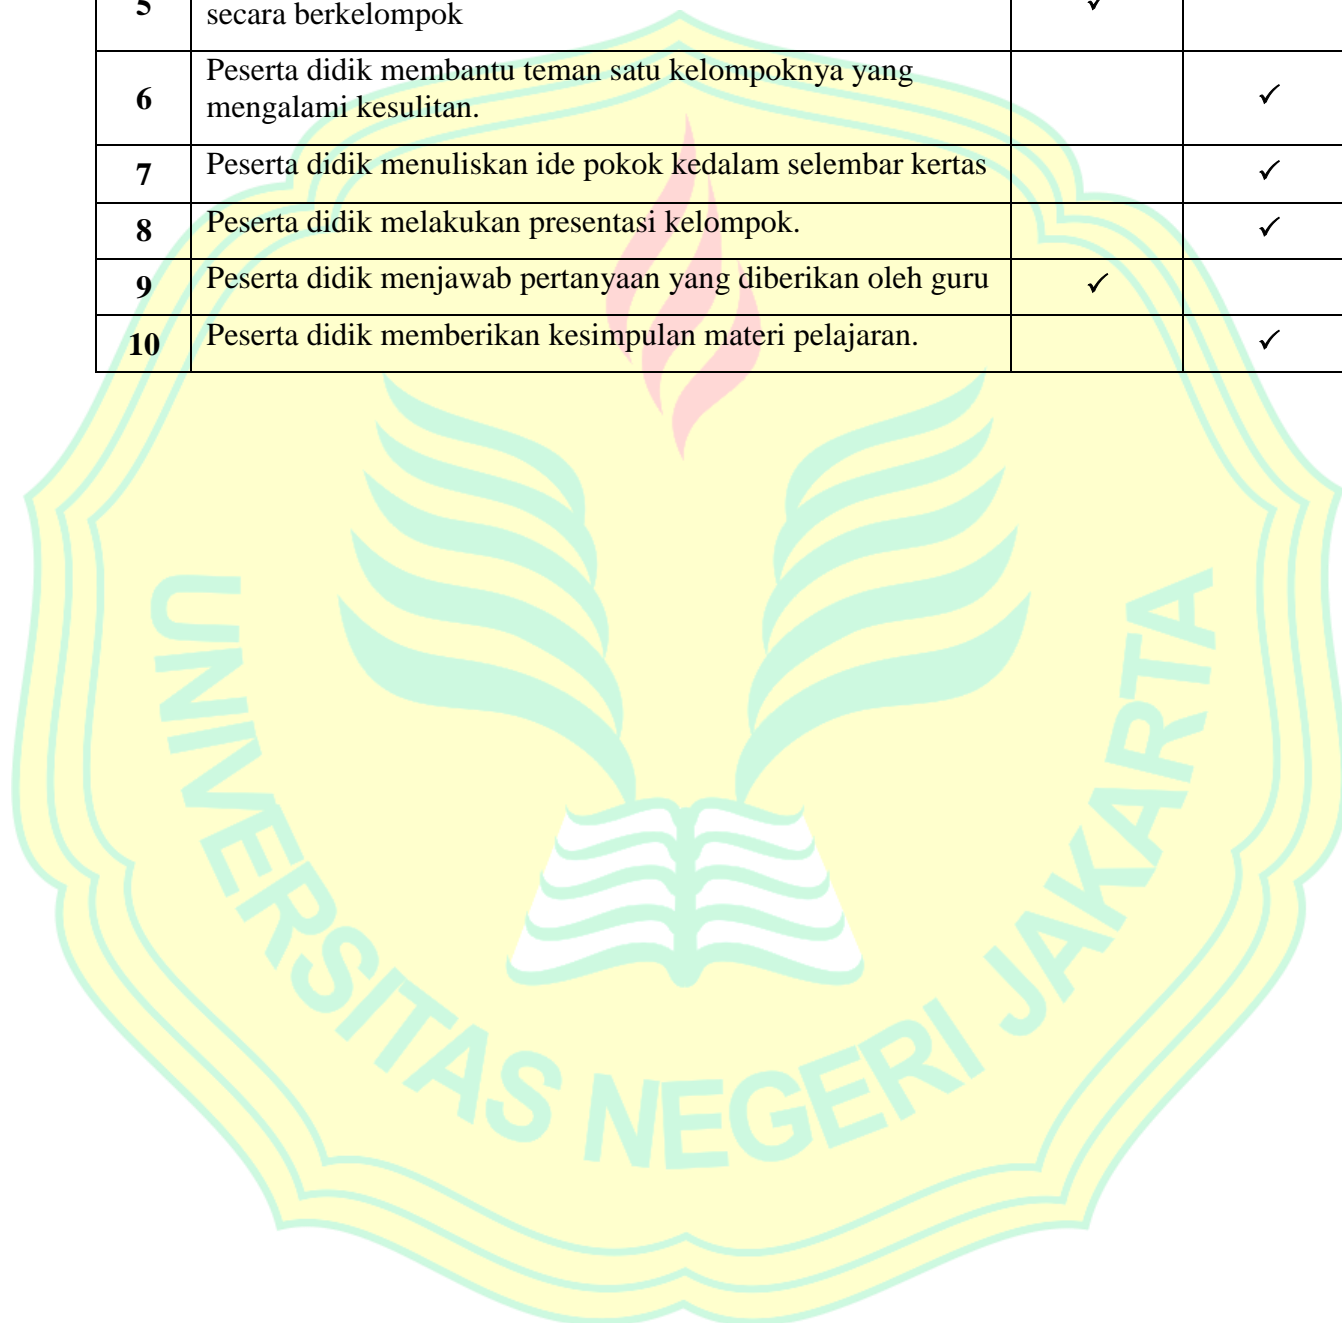 5 secara berkelompok ✓
6 Peserta didik membantu teman satu kelompoknya yang
mengalami kesulitan. ✓
7 Peserta didik menuliskan ide pokok kedalam selembar kertas ✓
8 Peserta didik melakukan presentasi kelompok. ✓
9 Peserta didik menjawab pertanyaan yang diberikan oleh guru ✓
10 Peserta didik memberikan kesimpulan materi pelajaran. ✓
UNIVERSITAS NEGERI JAKARTA